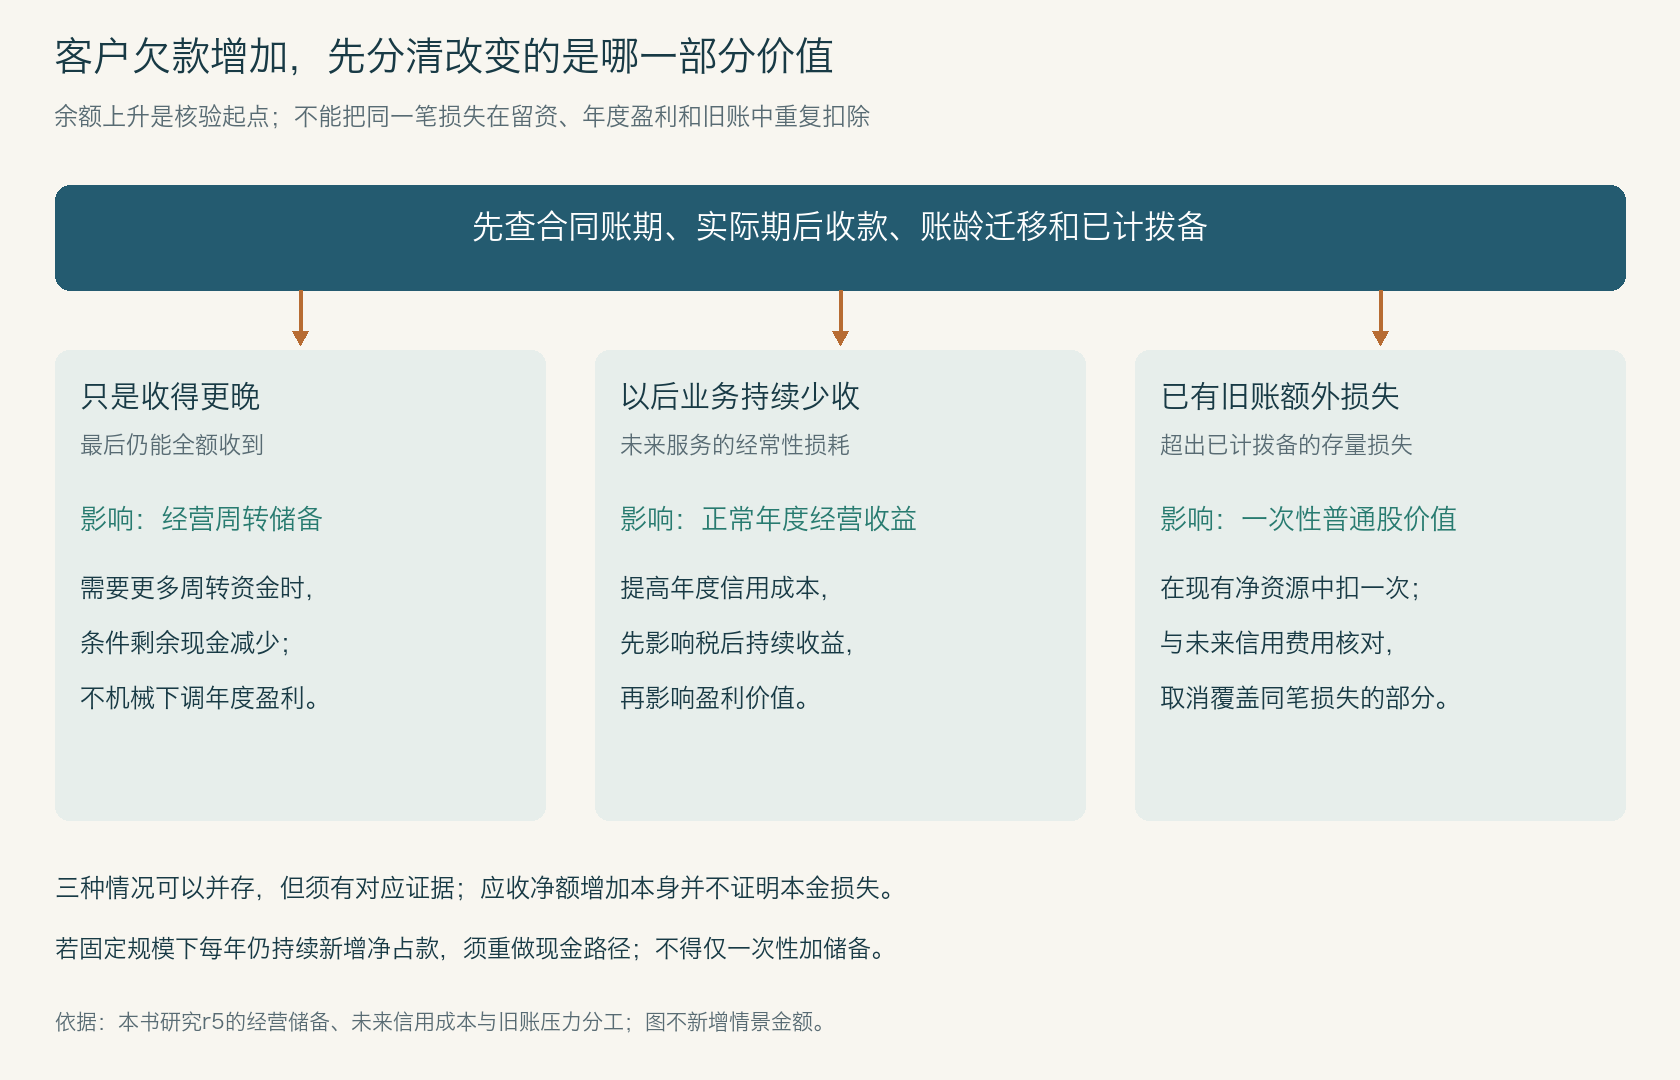 客户欠款增加，先分清改变的是哪一部分价值
余额上升是核验起点；不能把同一笔损失在留资、年度盈利和旧账中重复扣除
先查合同账期、实际期后收款、账龄迁移和已计拨备
只是收得更晚
最后仍能全额收到
影响：经营周转储备
需要更多周转资金时，
条件剩余现金减少；
不机械下调年度盈利。
以后业务持续少收
未来服务的经常性损耗
影响：正常年度经营收益
提高年度信用成本，
先影响税后持续收益，
再影响盈利价值。
已有旧账额外损失
超出已计拨备的存量损失
影响：一次性普通股价值
在现有净资源中扣一次；
与未来信用费用核对，
取消覆盖同笔损失的部分。
三种情况可以并存，但须有对应证据；应收净额增加本身并不证明本金损失。
若固定规模下每年仍持续新增净占款，须重做现金路径；不得仅一次性加储备。
依据：本书研究r5的经营储备、未来信用成本与旧账压力分工；图不新增情景金额。